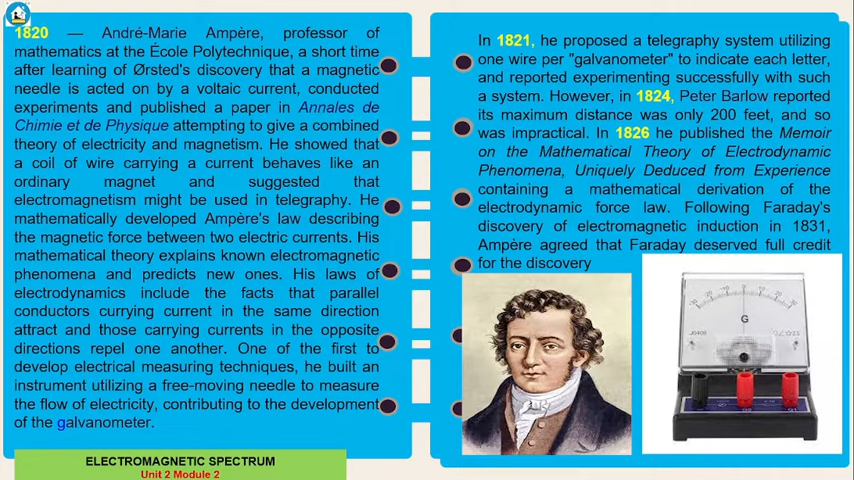 1820 — André-Marie Ampère, professor of
mathematics at the École Polytechnique, a short time
after learning of Ørsted's discovery that a magnetic
needle is acted on by a voltaic current, conducted
experiments and published a paper in Annales de
Chimie et de Physique attempting to give a combined
theory of electricity and magnetism. He showed that
a coil of wire carrying a current behaves like an
ordinary magnet and suggested that
electromagnetism might be used in telegraphy. He
mathematically developed Ampère's law describing
the magnetic force between two electric currents. His
mathematical theory explains known electromagnetic
phenomena and predicts new ones. His laws of
electrodynamics include the facts that parallel
conductors currying current in the same direction
attract and those carrying currents in the opposite
directions repel one another. One of the first to
develop electrical measuring techniques, he built an
instrument utilizing a free-moving needle to measure
the flow of electricity, contributing to the development
of the galvanometer.
In 1821, he proposed a telegraphy system utilizing
one wire per "galvanometer" to indicate each letter,
and reported experimenting successfully with such
a system. However, in 1824, Peter Barlow reported
its maximum distance was only 200 feet, and so
was impractical. In 1826 he published the Memoir
on the Mathematical Theory of Electrodynamic
Phenomena, Uniquely Deduced from Experience
containing a mathematical derivation of the
electrodynamic force law. Following Faraday's
discovery of electromagnetic induction in 1831,
Ampère agreed that Faraday deserved full credit
for the discovery
G
J0409
ELECTROMAGNETIC SPECTRUM
Unit 2 Module 2